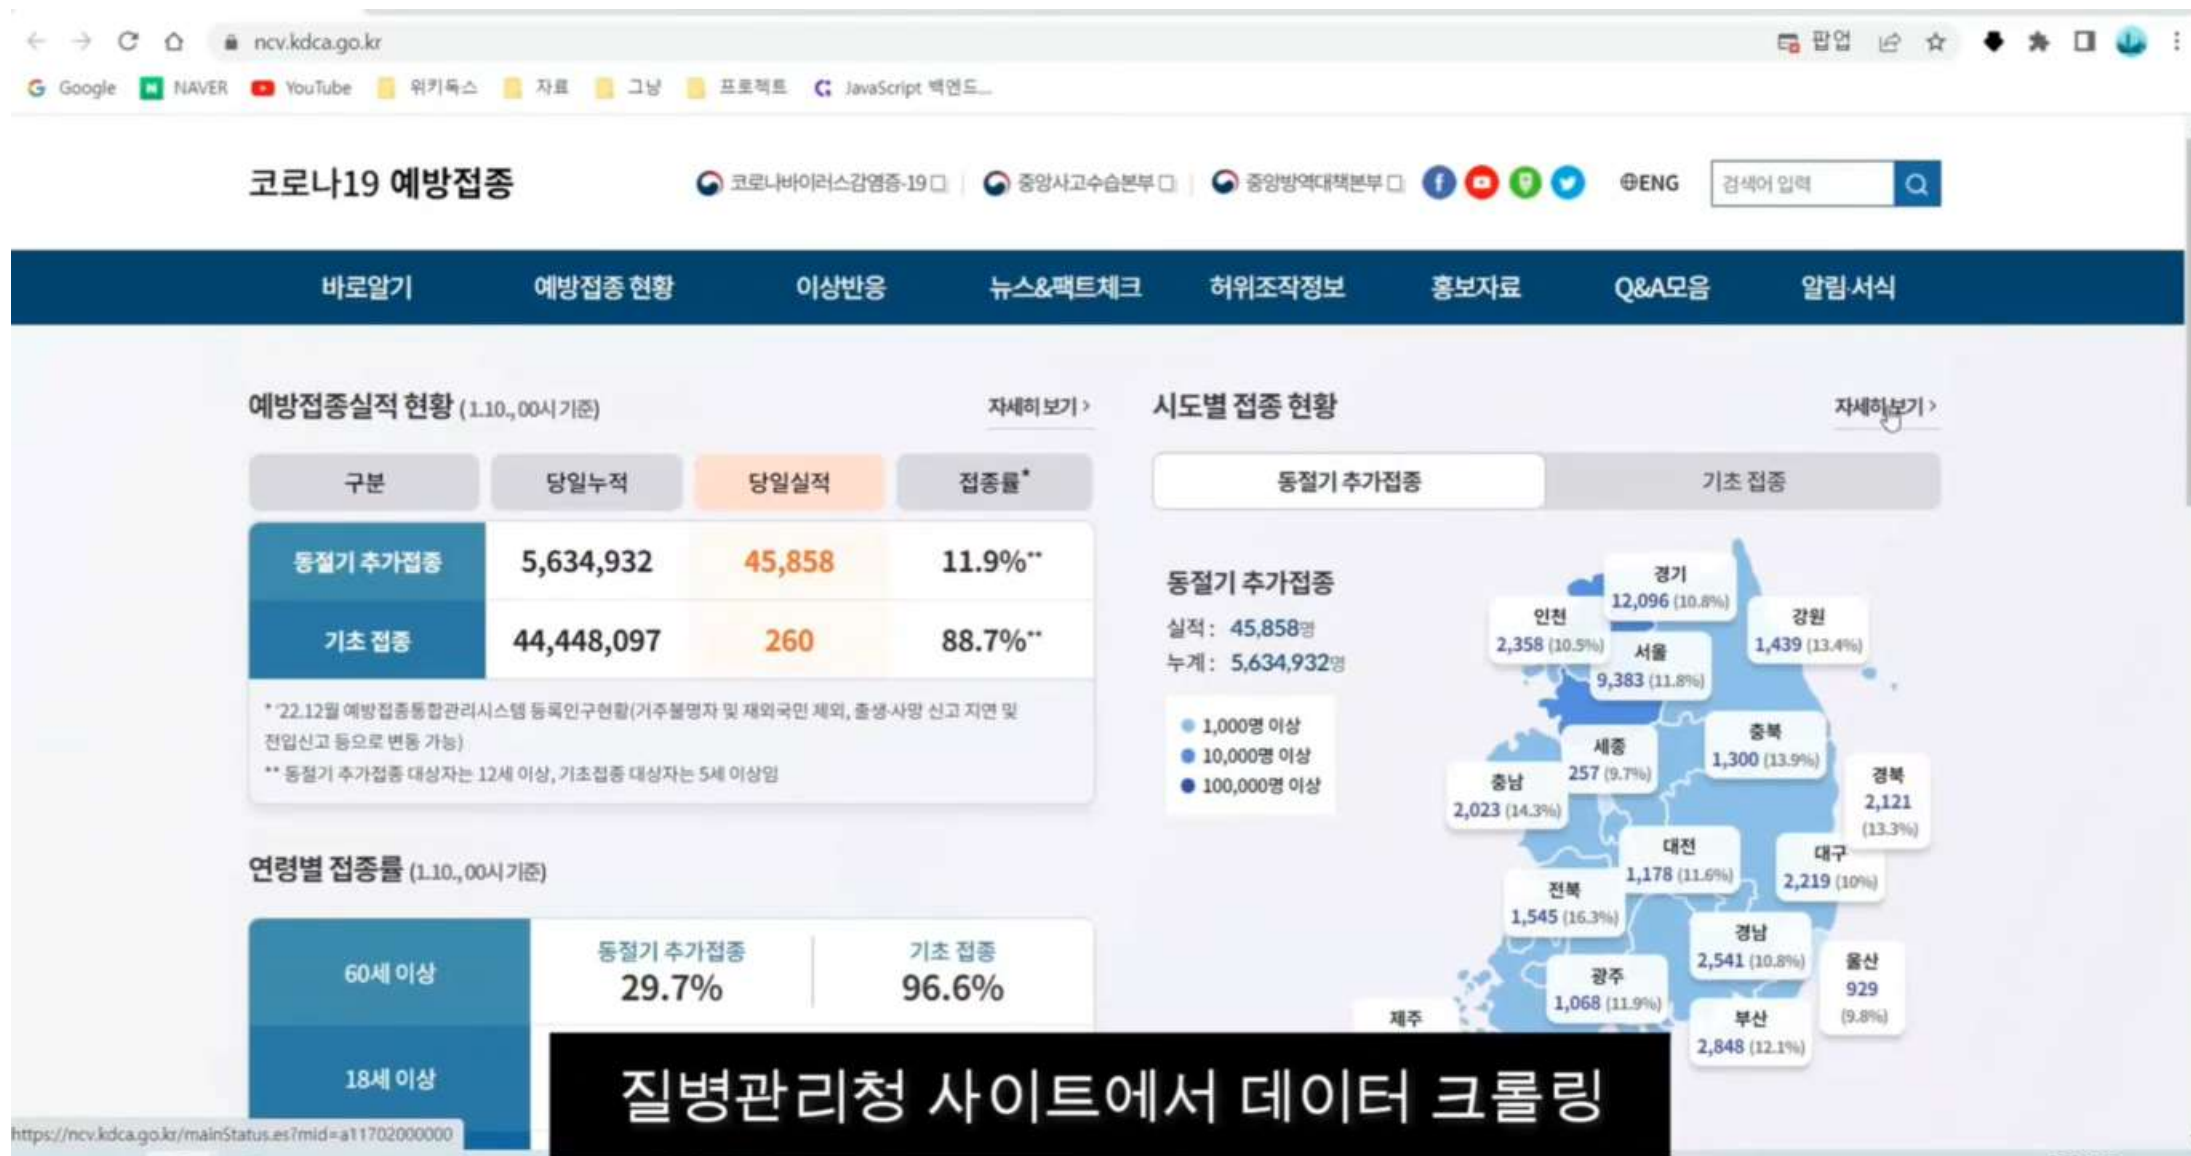 ncv.kdca.go.kr
팝업
Google NAVER YouTube 위키독스 자료 그냥 프로젝트 JavaScript 백엔드...
코로나19 예방접종
코로나바이러스감염증-19 중앙사고수습본부 중앙방역대책본부 ENG 검색어 입력
바로알기 예방접종 현황 이상반응 뉴스&팩트체크 허위조작정보 홍보자료 Q&A모음 알림·서식
예방접종실적 현황 (1.10., 00시 기준) 자세히 보기 >
구분 당일누적 당일실적 접종률*
동절기 추가접종 5,634,932 45,858 11.9%**
기초 접종 44,448,097 260 88.7%**
* '22.12월 예방접종통합관리시스템 등록인구현황(거주불명자 및 재외국민 제외, 출생·사망 신고 지연 및
전입신고 등으로 변동 가능)
** 동절기 추가접종 대상자는 12세 이상, 기초접종 대상자는 5세 이상임
연령별 접종률 (1.10., 00시 기준)
60세 이상
동절기 추가접종 기초 접종
29.7% 96.6%
18세 이상
시도별 접종 현황 자세히 보기 >
동절기 추가접종 기초 접종
동절기 추가접종
실적 : 45,858명
누계 : 5,634,932명
1,000명 이상
10,000명 이상
100,000명 이상
경기
12,096 (10.8%)
인천
2,358 (10.5%)
강원
1,439 (13.4%)
서울
9,383 (11.8%)
충북
1,300 (13.9%)
세종
257 (9.7%)
충남
2,023 (14.3%)
경북
2,121
(13.3%)
대전
1,178 (11.6%)
대구
2,219 (10%)
전북
1,545 (16.3%)
경남
2,541 (10.8%)
울산
929
(9.8%)
광주
1,068 (11.9%)
제주
부산
2,848 (12.1%)
질병관리청 사이트에서 데이터 크롤링
https://ncv.kdca.go.kr/mainStatus.es?mid=a11702000000